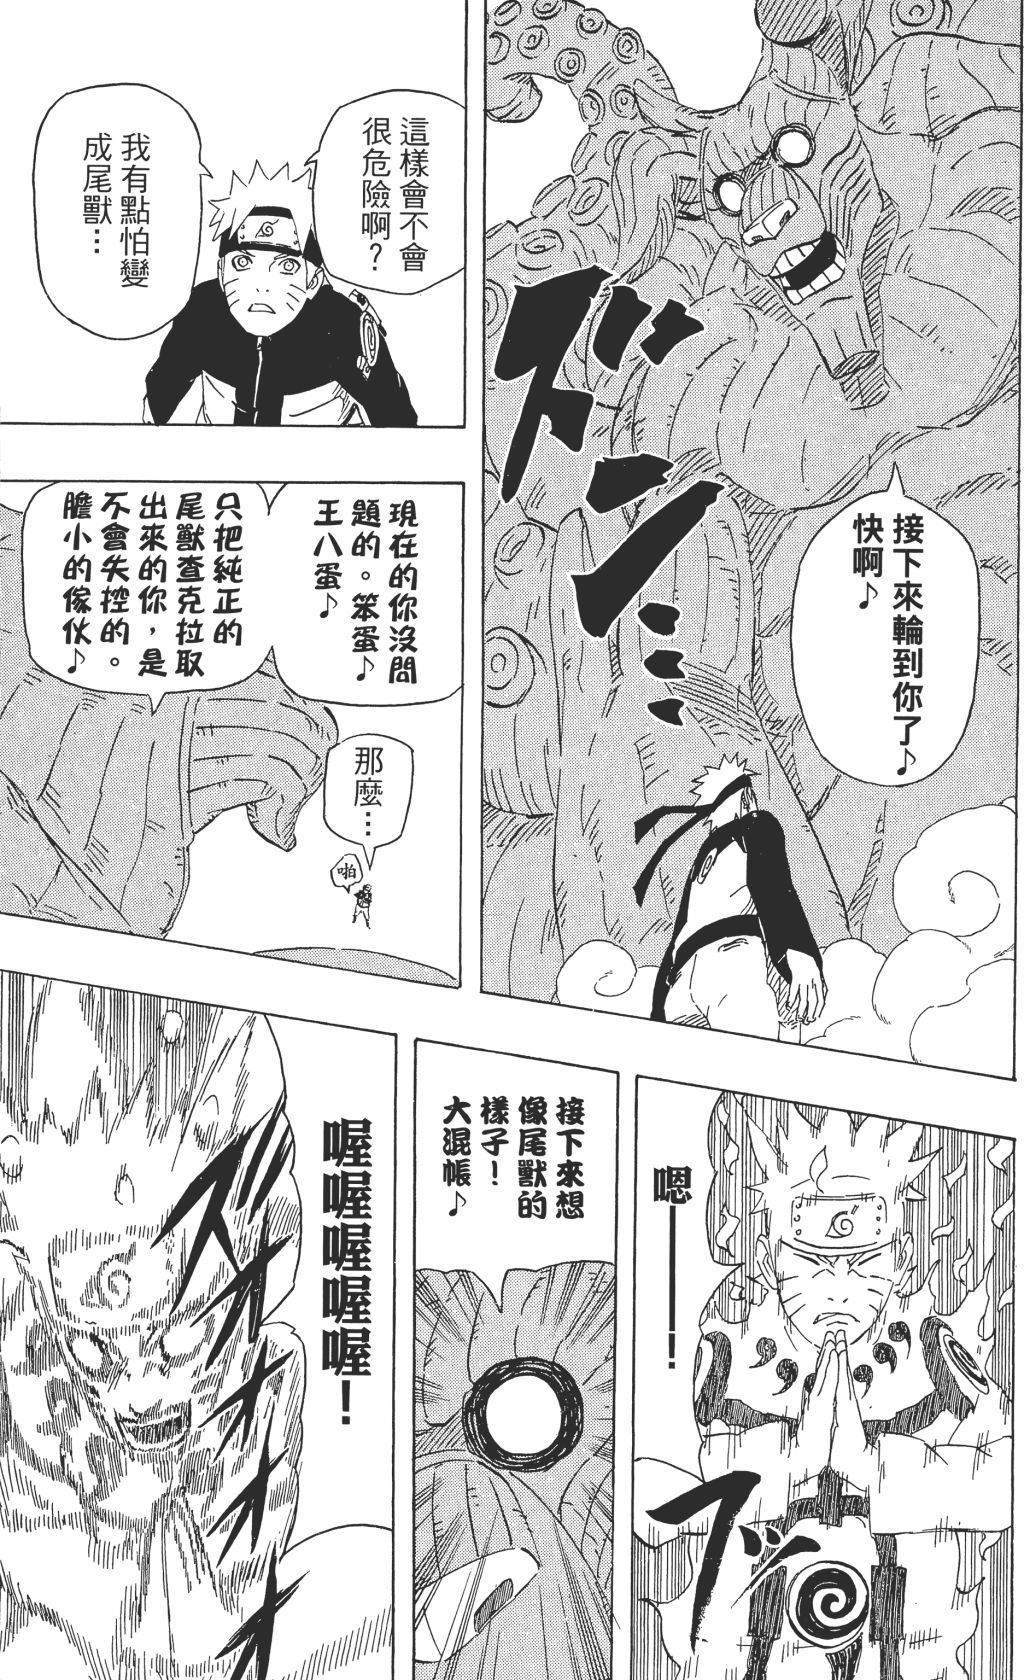 接下來輪到你了♪
快啊♪
ドドン…
這樣會不會
很危險啊?
我有點怕變
成尾獸…
現在的你沒問
題的。笨蛋♪
王八蛋♪
只把純正的
尾獸查克拉取
出來的你，是
不會失控的。
膽小的傢伙♪
那麼…
啪
嗯——!
接下來想
像尾獸的
樣子!
大混帳♪
喔喔喔喔喔!